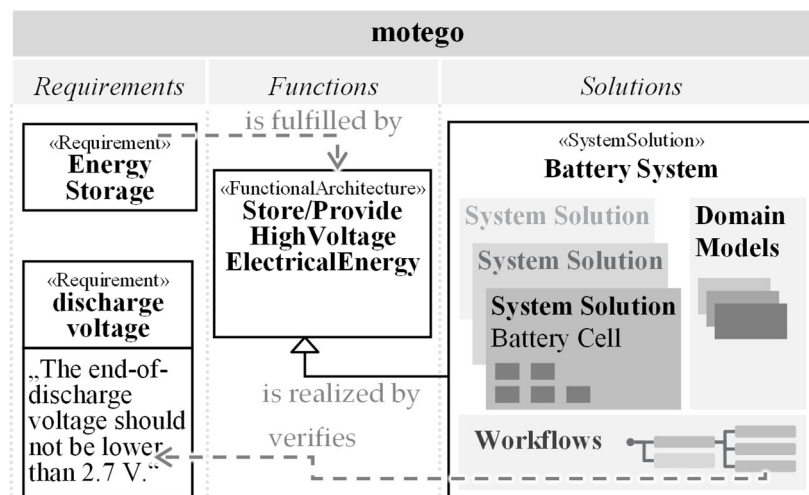 motego
Requirements
Functions
Solutions
«Requirement»
Energy
Storage
is fulfilled by
«FunctionalArchitecture»
Store/Provide
HighVoltage
ElectricalEnergy
«SystemSolution»
Battery System
System Solution
System Solution
System Solution
Battery Cell
Domain
Models
«Requirement»
discharge
voltage
„The end-of-
discharge
voltage should
not be lower
than 2.7 V.“
is realized by
verifies
Workflows